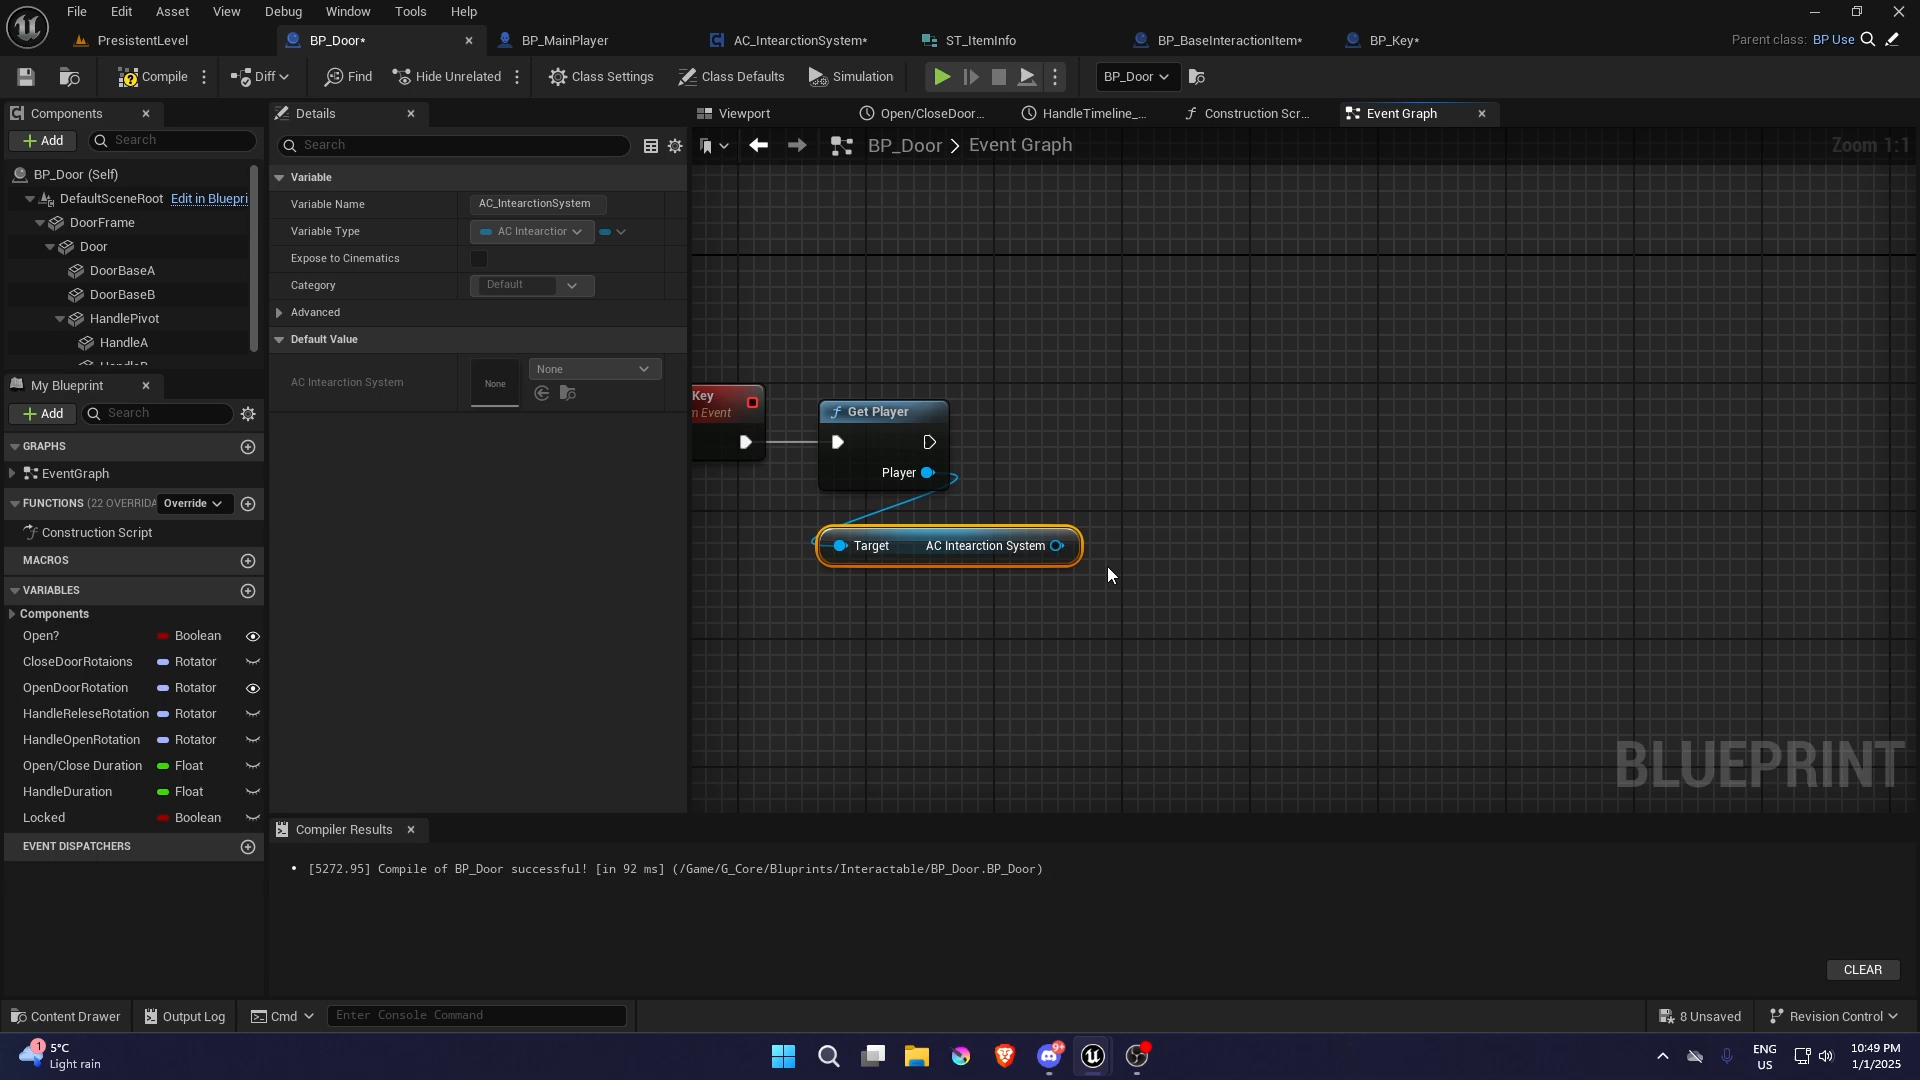 File Edit Asset View Debug Window Tools Help
PresistentLevel BP_Door* BP_MainPlayer AC_IntearctionSystem* ST_ItemInfo BP_BaseInteractionItem* BP_Key* Parent class: BP Use
Compile Diff Find Hide Unrelated Class Settings Class Defaults Simulation BP_Door
Components
Add Search
BP_Door (Self)
DefaultSceneRoot Edit in Bluepri
DoorFrame
Door
DoorBaseA
DoorBaseB
HandlePivot
HandleA
My Blueprint
Add Search
GRAPHS
EventGraph
FUNCTIONS (22 OVERRIDA Override
Construction Script
MACROS
VARIABLES
Components
Open? Boolean
CloseDoorRotaions Rotator
OpenDoorRotation Rotator
HandleReleseRotation Rotator
HandleOpenRotation Rotator
Open/Close Duration Float
HandleDuration Float
Locked Boolean
EVENT DISPATCHERS
Details
Search
Variable
Variable Name AC_IntearctionSystem
Variable Type AC Intearctior
Expose to Cinematics
Category Default
Advanced
Default Value
AC Intearction System None None
Viewport Open/CloseDoor... HandleTimeline_... Construction Scr... Event Graph
BP_Door > Event Graph Zoom 1:1
Key
m Event
Get Player
Player
Target AC Intearction System
BLUEPRINT
Compiler Results
• [5272.95] Compile of BP_Door successful! [in 92 ms] (/Game/G_Core/Bluprints/Interactable/BP_Door.BP_Door)
CLEAR
Content Drawer Output Log Cmd Enter Console Command 8 Unsaved Revision Control
1 5°C
Light rain
9+
ENG
US
10:49 PM
1/1/2025